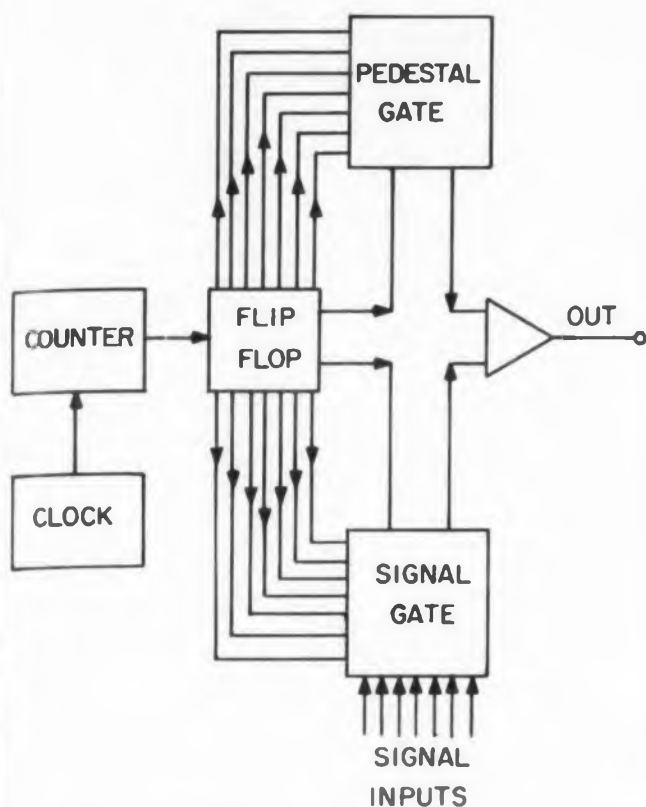 PEDESTAL
GATE
FLIP
FLOP
COUNTER
OUT
CLOCK
SIGNAL
GATE
SIGNAL
INPUTS